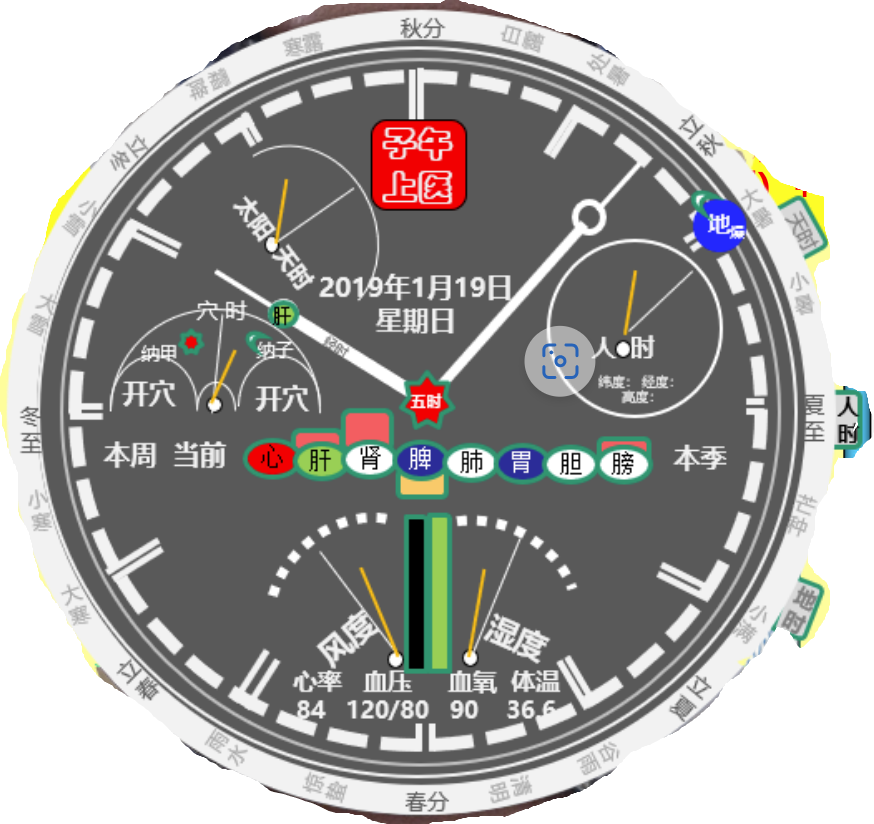 秋分
白露
寒露
处暑
霜降
立秋
立冬
大暑
小雪
天时
小暑
大雪
子午
上医
地
太阳天时
2019年1月19日
星期日
穴时
肝
纳甲
纳子
开穴
开穴
人时
纬度: 经度:
高度:
五时
冬至
夏至
人时
本周 当前
心 肝 肾 脾 肺 胃 胆 膀
本季
小寒
芒种
大寒
小满
风度
湿度
立春
立夏
心率 血压 血氧 体温
84 120/80 90 36.6
雨水
谷雨
惊蛰
清明
春分